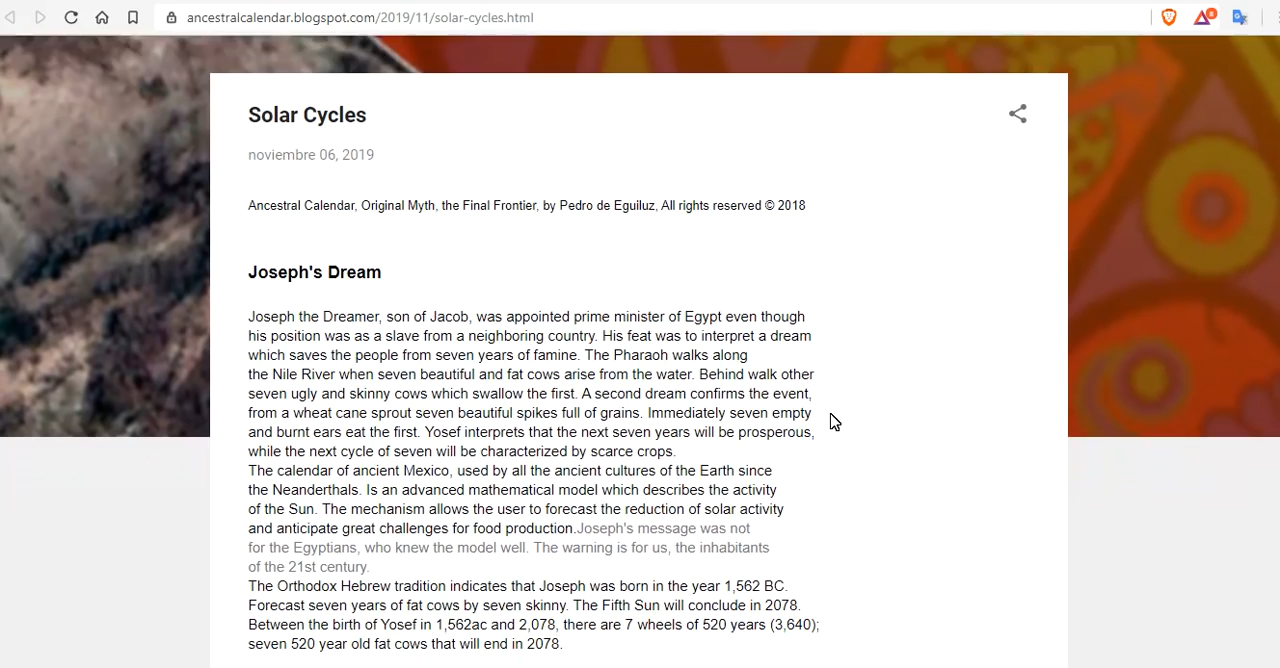 ancestralcalendar.blogspot.com/2019/11/solar-cycles.html
Solar Cycles
noviembre 06, 2019
Ancestral Calendar, Original Myth, the Final Frontier, by Pedro de Eguiluz, All rights reserved © 2018
Joseph's Dream
Joseph the Dreamer, son of Jacob, was appointed prime minister of Egypt even though
his position was as a slave from a neighboring country. His feat was to interpret a dream
which saves the people from seven years of famine. The Pharaoh walks along
the Nile River when seven beautiful and fat cows arise from the water. Behind walk other
seven ugly and skinny cows which swallow the first. A second dream confirms the event,
from a wheat cane sprout seven beautiful spikes full of grains. Immediately seven empty
and burnt ears eat the first. Yosef interprets that the next seven years will be prosperous,
while the next cycle of seven will be characterized by scarce crops.
The calendar of ancient Mexico, used by all the ancient cultures of the Earth since
the Neanderthals. Is an advanced mathematical model which describes the activity
of the Sun. The mechanism allows the user to forecast the reduction of solar activity
and anticipate great challenges for food production.Joseph's message was not
for the Egyptians, who knew the model well. The warning is for us, the inhabitants
of the 21st century.
The Orthodox Hebrew tradition indicates that Joseph was born in the year 1,562 BC.
Forecast seven years of fat cows by seven skinny. The Fifth Sun will conclude in 2078.
Between the birth of Yosef in 1,562ac and 2,078, there are 7 wheels of 520 years (3,640);
seven 520 year old fat cows that will end in 2078.